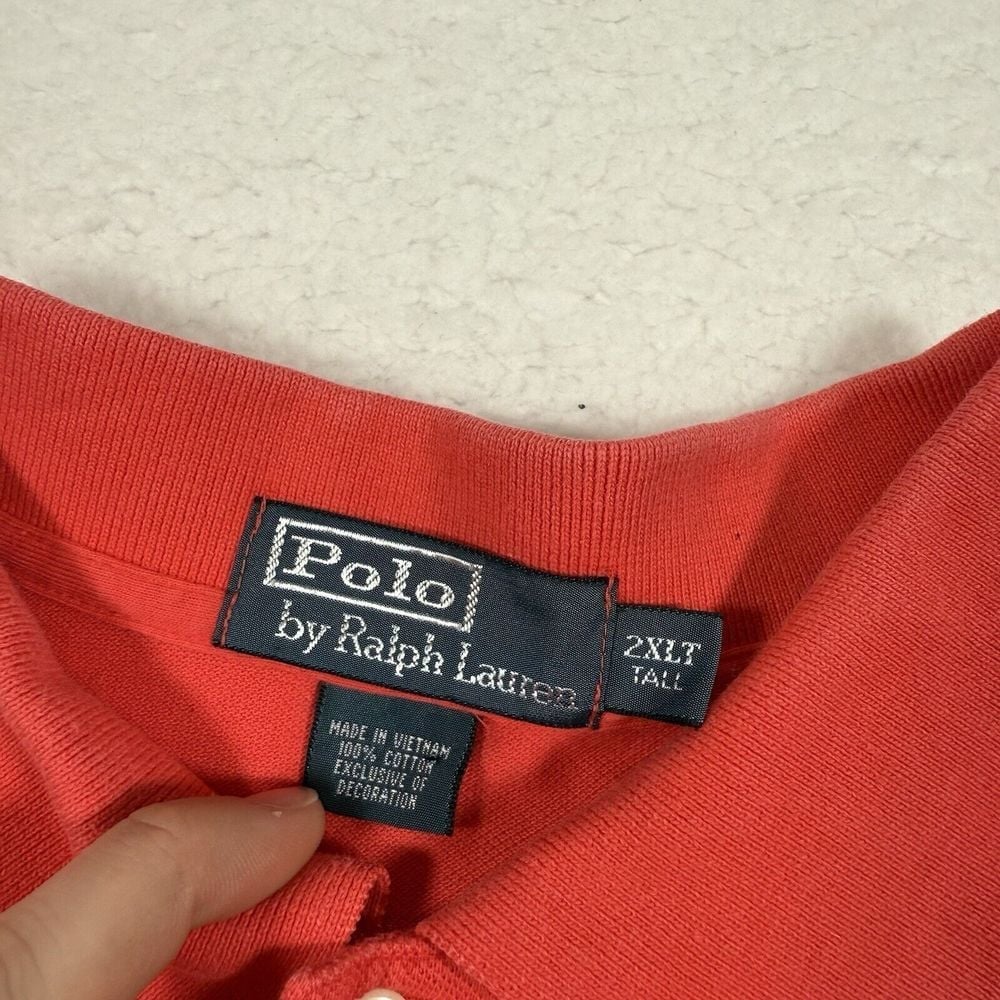 Polo
by Ralph Lauren
2XLT
TALL
MADE IN VIETNAM
100% COTTON
EXCLUSIVE OF
DECORATION